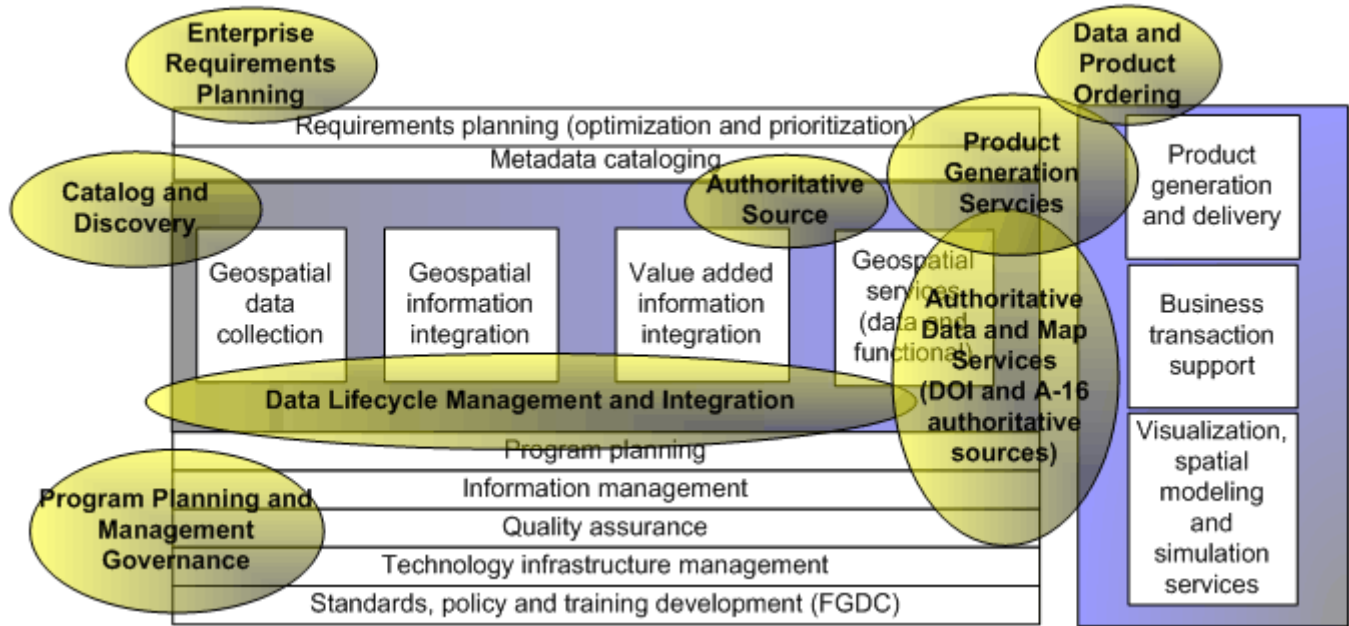 Enterprise
Requirements
Planning
Data and
Product
Ordering
Requirements planning (optimization and prioritization)
Metadata cataloging
Product
Generation
Servcies
Catalog and
Discovery
Authoritative
Source
Geospatial
data
collection
Geospatial
information
integration
Value added
information
integration
Geospatial
services
(data and
functional)
Authoritative
Data and Map
Services
(DOI and A-16
authoritative
sources)
Data Lifecycle Management and Integration
Program planning
Information management
Quality assurance
Technology infrastructure management
Standards, policy and training development (FGDC)
Program Planning and
Management
Governance
Product
generation
and delivery
Business
transaction
support
Visualization,
spatial
modeling
and
simulation
services